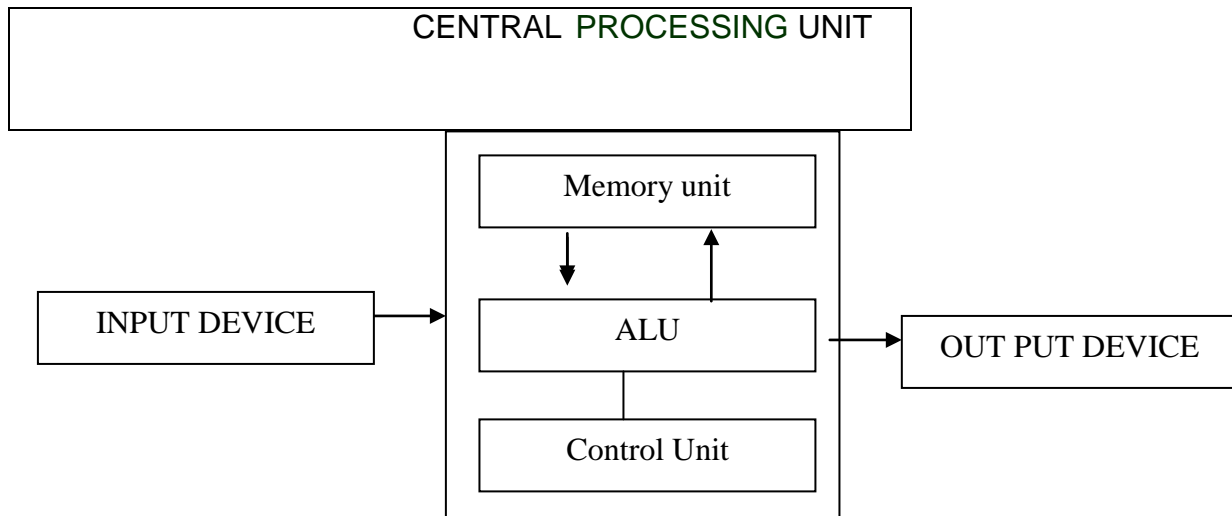 CENTRAL PROCESSING UNIT
Memory unit
INPUT DEVICE
ALU
OUT PUT DEVICE
Control Unit